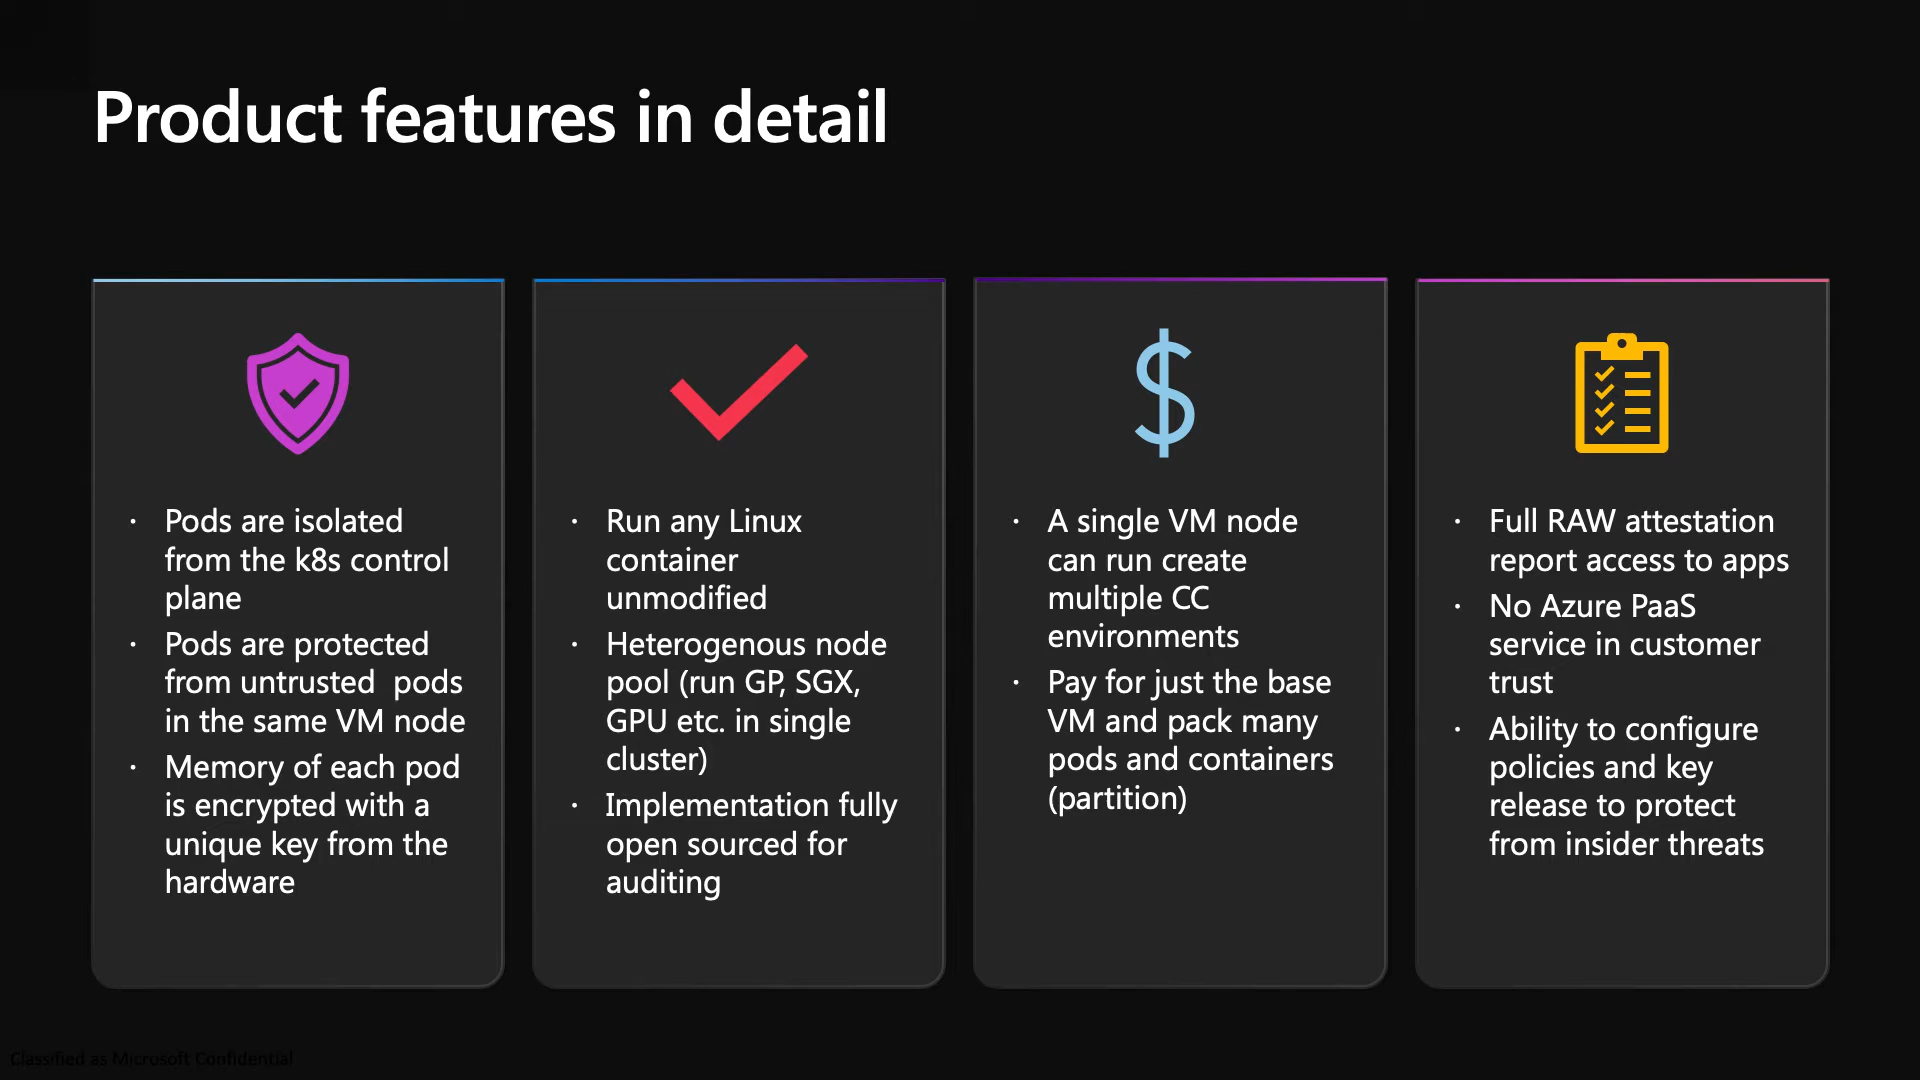 Product features in detail
· Pods are isolated
from the k8s control
plane
· Pods are protected
from untrusted  pods
in the same VM node
· Memory of each pod
is encrypted with a
unique key from the
hardware
· Run any Linux
container
unmodified
· Heterogenous node
pool (run GP, SGX,
GPU etc. in single
cluster)
· Implementation fully
open sourced for
auditing
· A single VM node
can run create
multiple CC
environments
· Pay for just the base
VM and pack many
pods and containers
(partition)
· Full RAW attestation
report access to apps
· No Azure PaaS
service in customer
trust
· Ability to configure
policies and key
release to protect
from insider threats
Classified as Microsoft Confidential